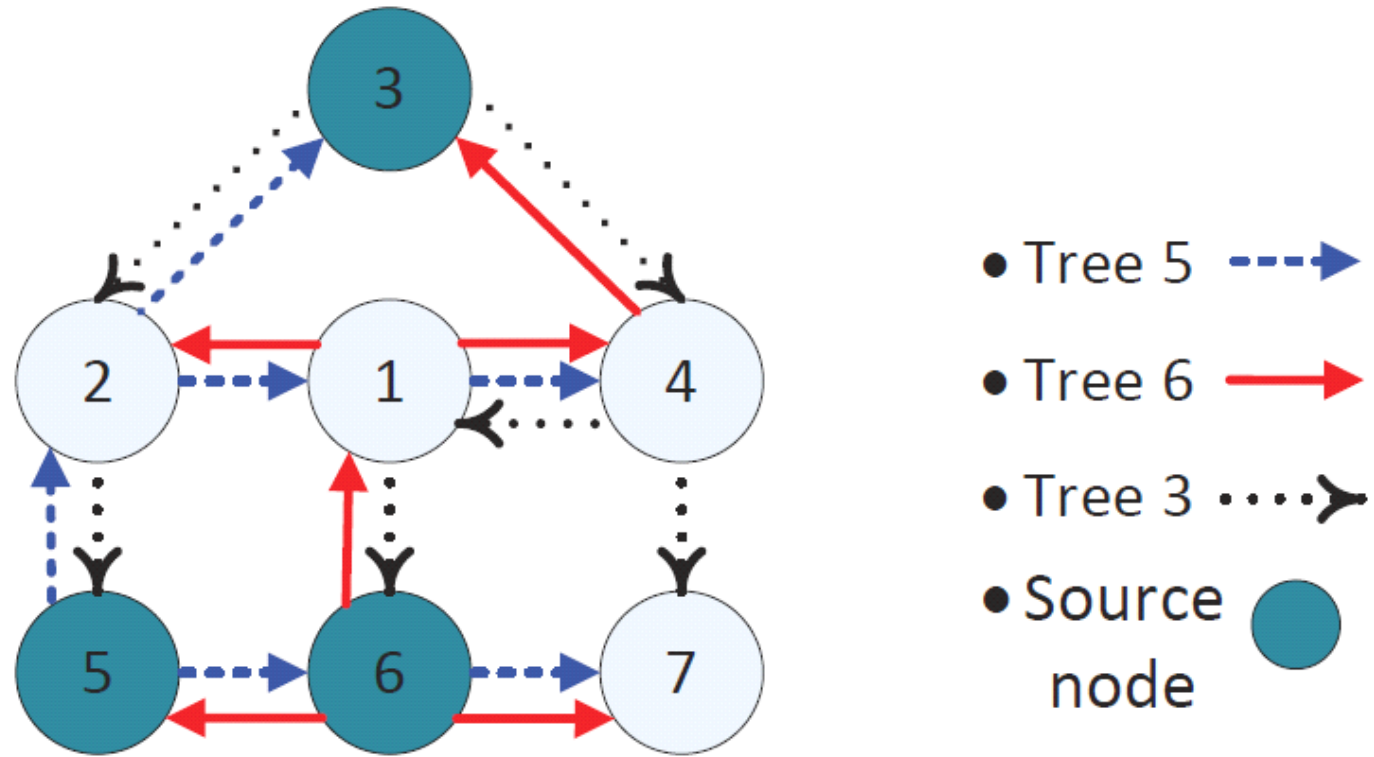 3
2 1 4
5 6 7
• Tree 5
• Tree 6
• Tree 3
• Source
node